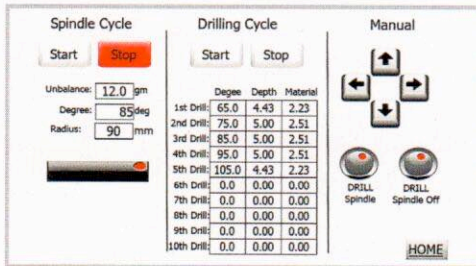 Spindle Cycle
Start Stop
Unbalance: 12.0 gm
Degree: 85deg
Radius: 90 mm
Drilling Cycle
Start Stop
Degee Depth Material
1st Drill: 65.0 4.43 2.23
2nd Drill: 75.0 5.00 2.51
3rd Drill: 85.0 5.00 2.51
4th Drill: 95.0 5.00 2.51
5th Drill: 105.0 4.43 2.23
6th Drill: 0.0 0.00 0.00
7th Drill: 0.0 0.00 0.00
8th Drill: 0.0 0.00 0.00
9th Drill: 0.0 0.00 0.00
10th Drill: 0.0 0.00 0.00
Manual
DRILL
Spindle
DRILL
Spindle Off
HOME